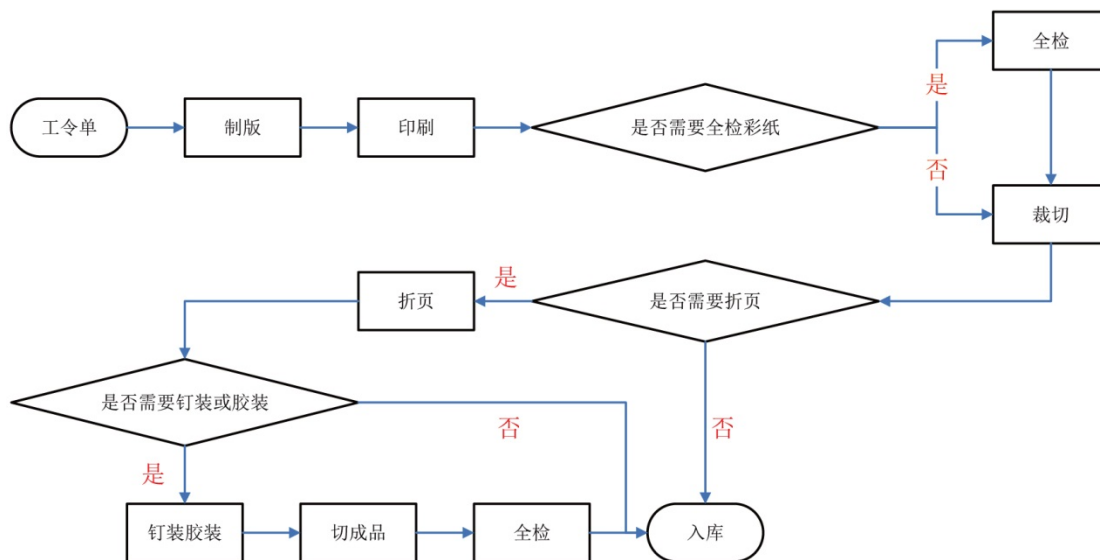 工令单
制版
印刷
是否需要全检彩纸
是
全检
否
裁切
是否需要折页
是
折页
否
是否需要钉装或胶装
否
是
钉装胶装
切成品
全检
入库